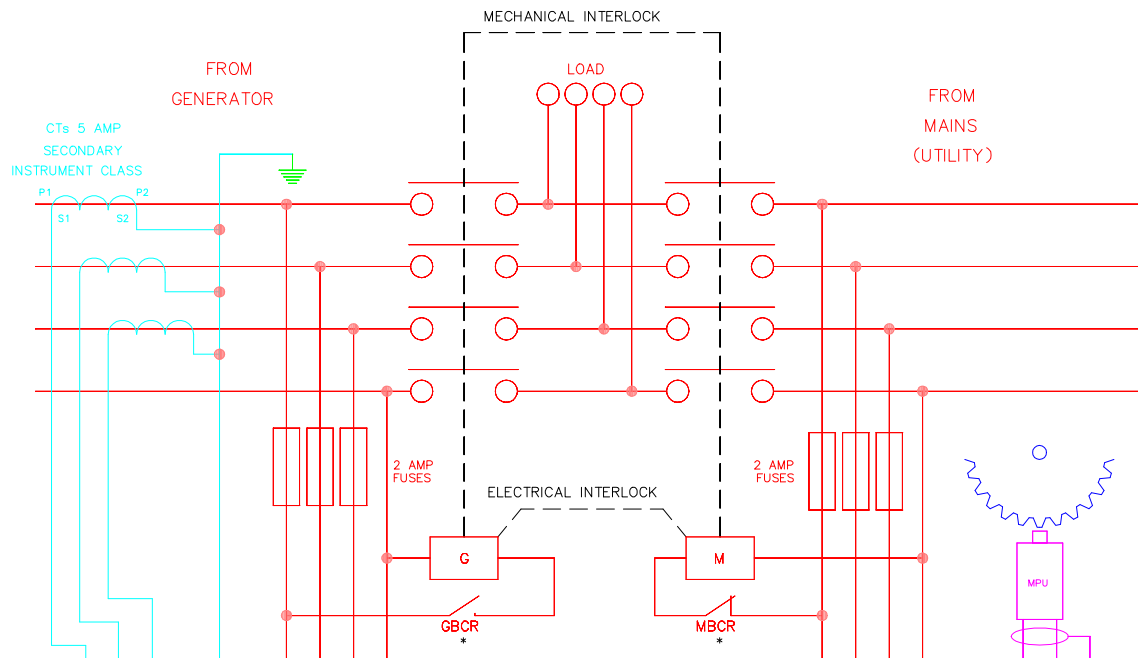 MECHANICAL INTERLOCK
FROM
GENERATOR
LOAD
FROM
MAINS
(UTILITY)
CTs 5 AMP
SECONDARY
INSTRUMENT CLASS
P1
P2
S1
S2
2 AMP
FUSES
2 AMP
FUSES
ELECTRICAL INTERLOCK
G
M
MPU
GBCR
*
MBCR
*